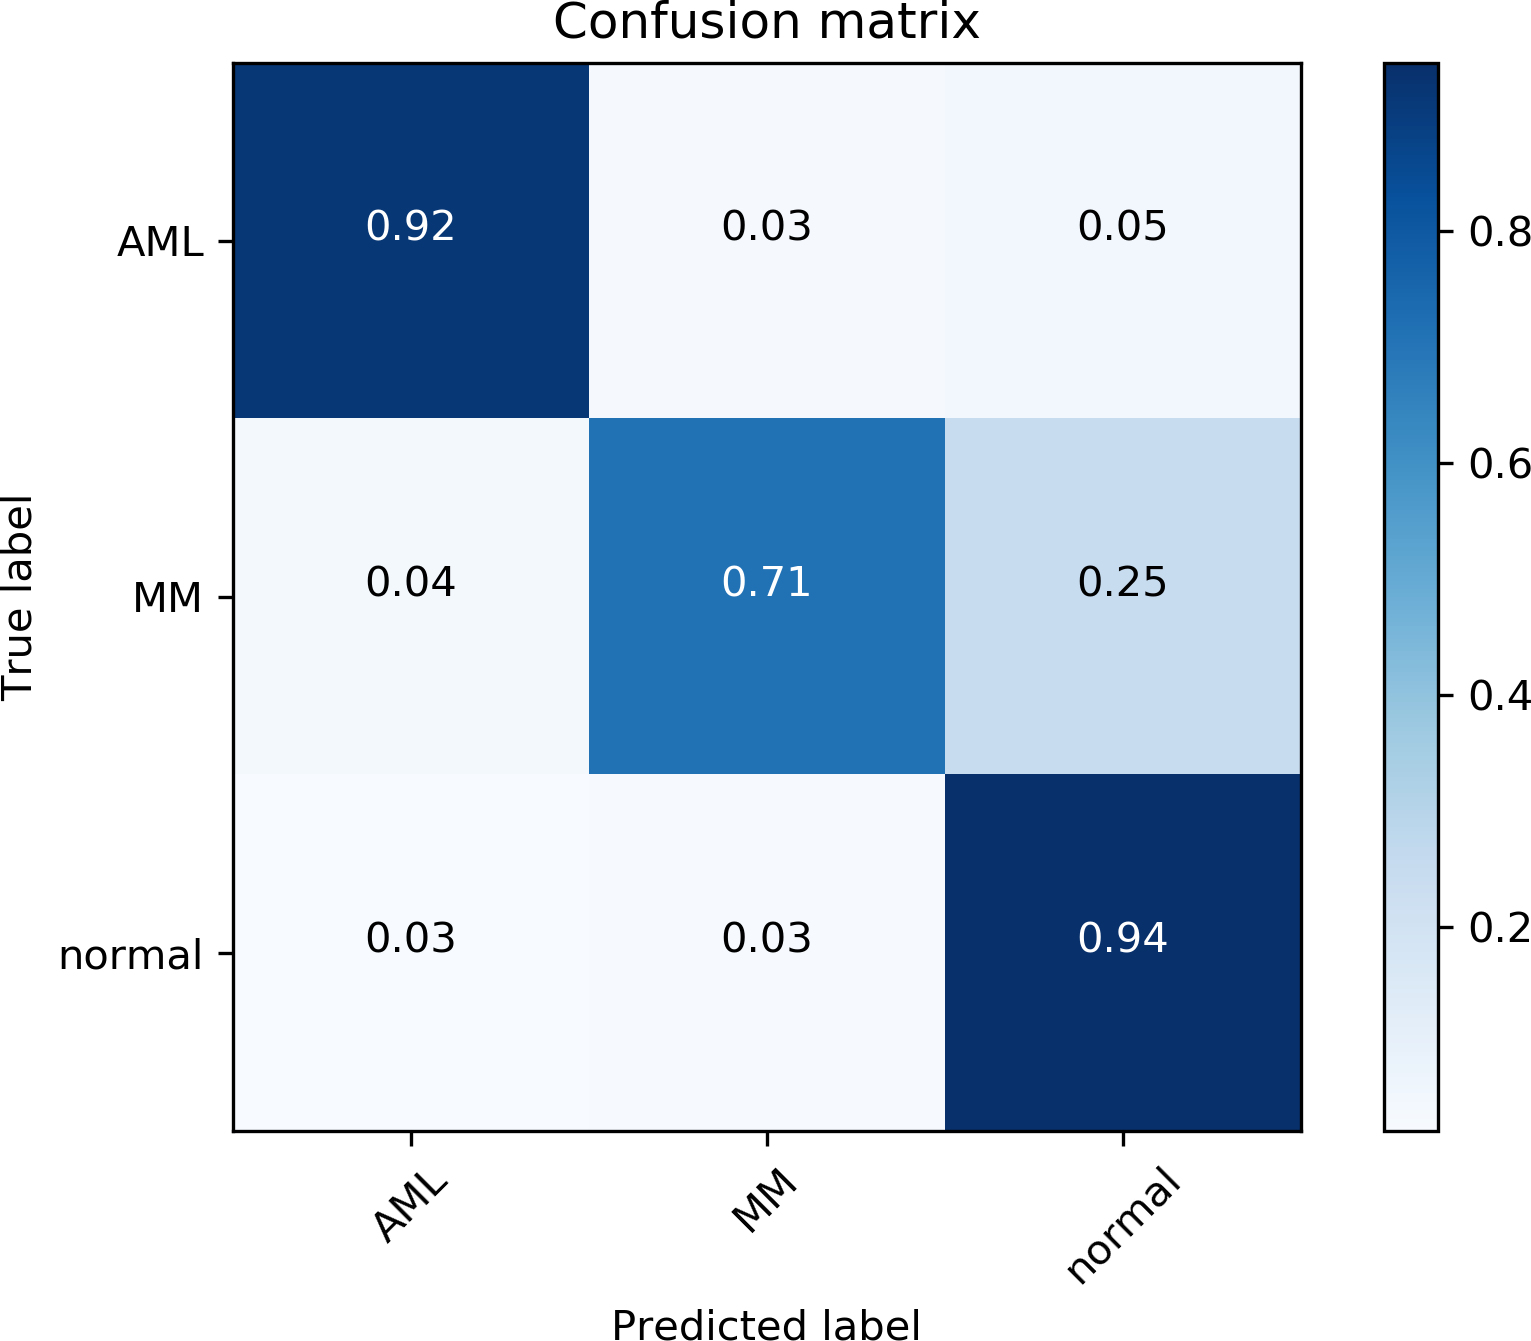 Confusion matrix
AML 0.92 0.03 0.05
MM 0.04 0.71 0.25
normal 0.03 0.03 0.94
AML MM normal
True label
Predicted label
0.8
0.6
0.4
0.2